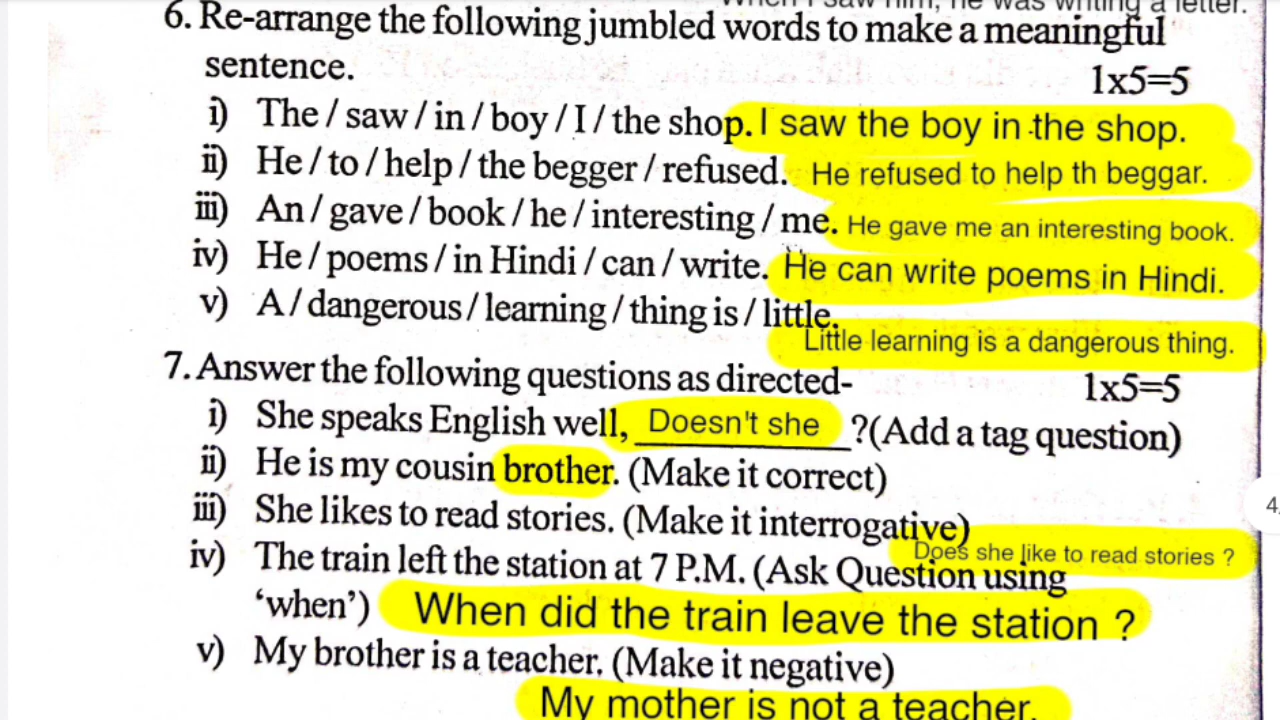 When I saw him, he was writing a letter.
6. Re-arrange the following jumbled words to make a meaningful
sentence. 1x5=5
i) The / saw / in / boy / I / the shop. I saw the boy in the shop.
ii) He / to / help / the begger / refused. He refused to help th beggar.
iii) An / gave / book / he / interesting / me. He gave me an interesting book.
iv) He / poems / in Hindi / can / write. He can write poems in Hindi.
v) A / dangerous / learning / thing is / little.
Little learning is a dangerous thing.
7. Answer the following questions as directed- 1x5=5
i) She speaks English well, Doesn't she ?(Add a tag question)
ii) He is my cousin brother. (Make it correct)
iii) She likes to read stories. (Make it interrogative)
Does she like to read stories ?
iv) The train left the station at 7 P.M. (Ask Question using
‘when’) When did the train leave the station ?
v) My brother is a teacher. (Make it negative)
My mother is not a teacher.